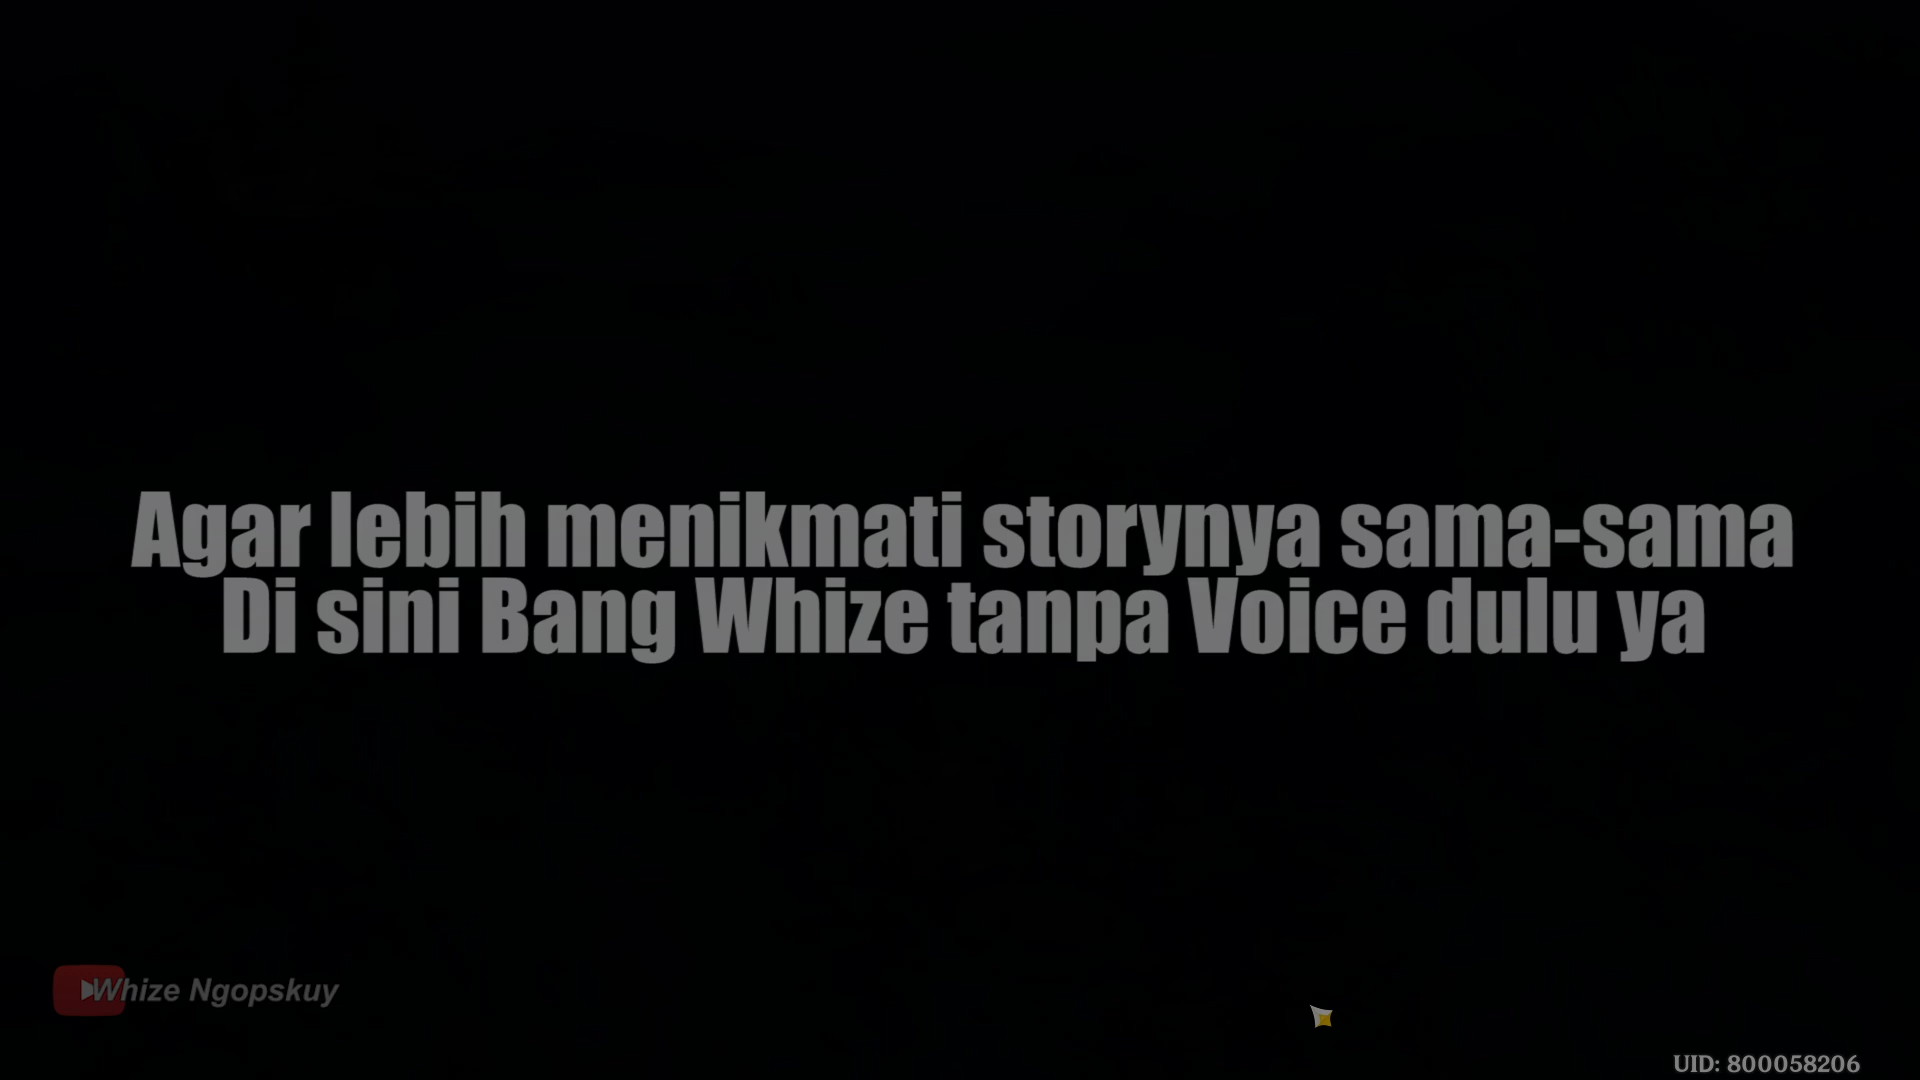 Agar lebih menikmati storynya sama-sama
Di sini Bang Whize tanpa Voice dulu ya
Whize Ngopskuy
UID: 800058206